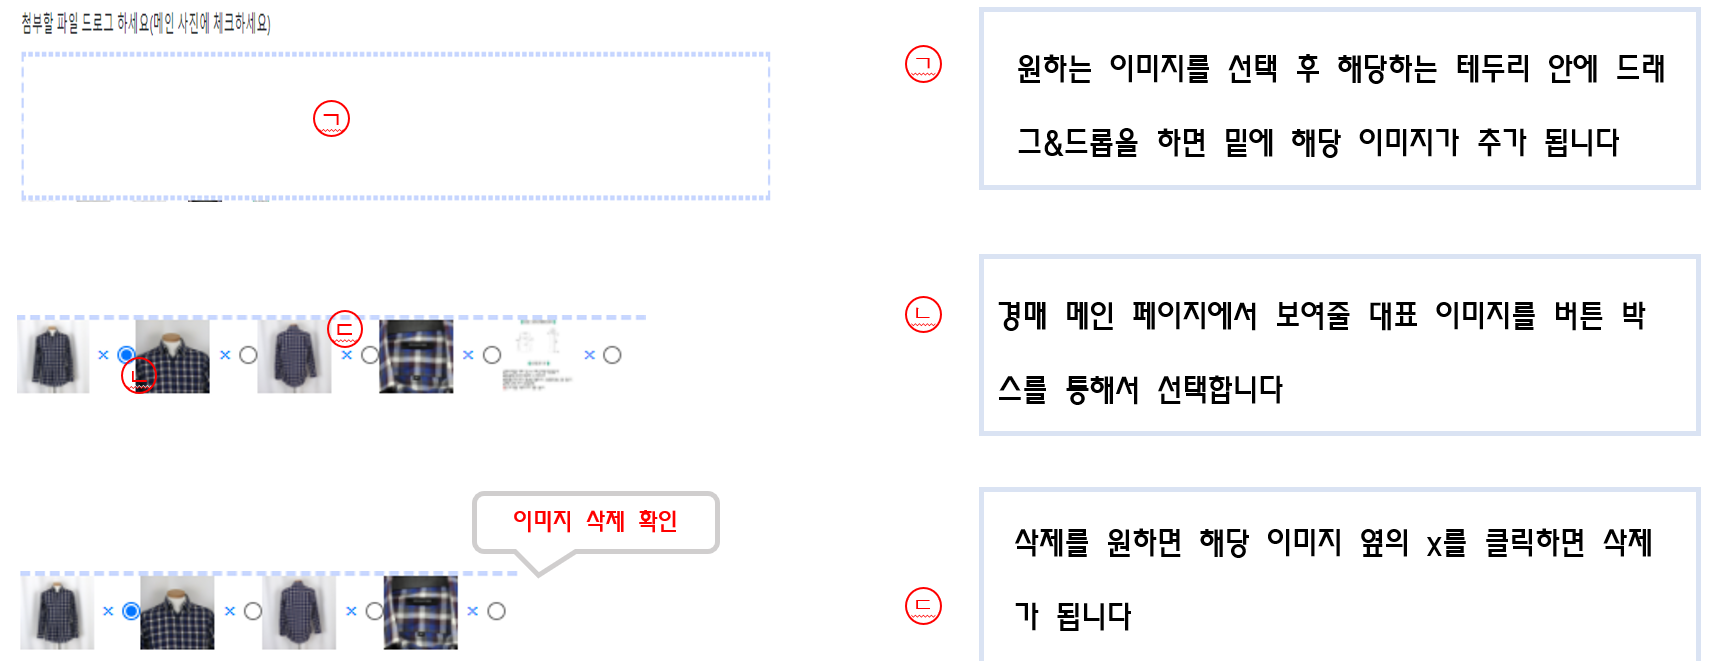 첨부할 파일 드로그 하세요(메인 사진에 체크하세요)
ㄱ
ㄱ
원하는 이미지를 선택 후 해당하는 테두리 안에 드래
그&드롭을 하면 밑에 해당 이미지가 추가 됩니다
ㄷ
ㄴ
× × × × ×
ㄴ
경매 메인 페이지에서 보여줄 대표 이미지를 버튼 박
스를 통해서 선택합니다
이미지 삭제 확인
× × × ×
ㄷ
삭제를 원하면 해당 이미지 옆의 x를 클릭하면 삭제
가 됩니다